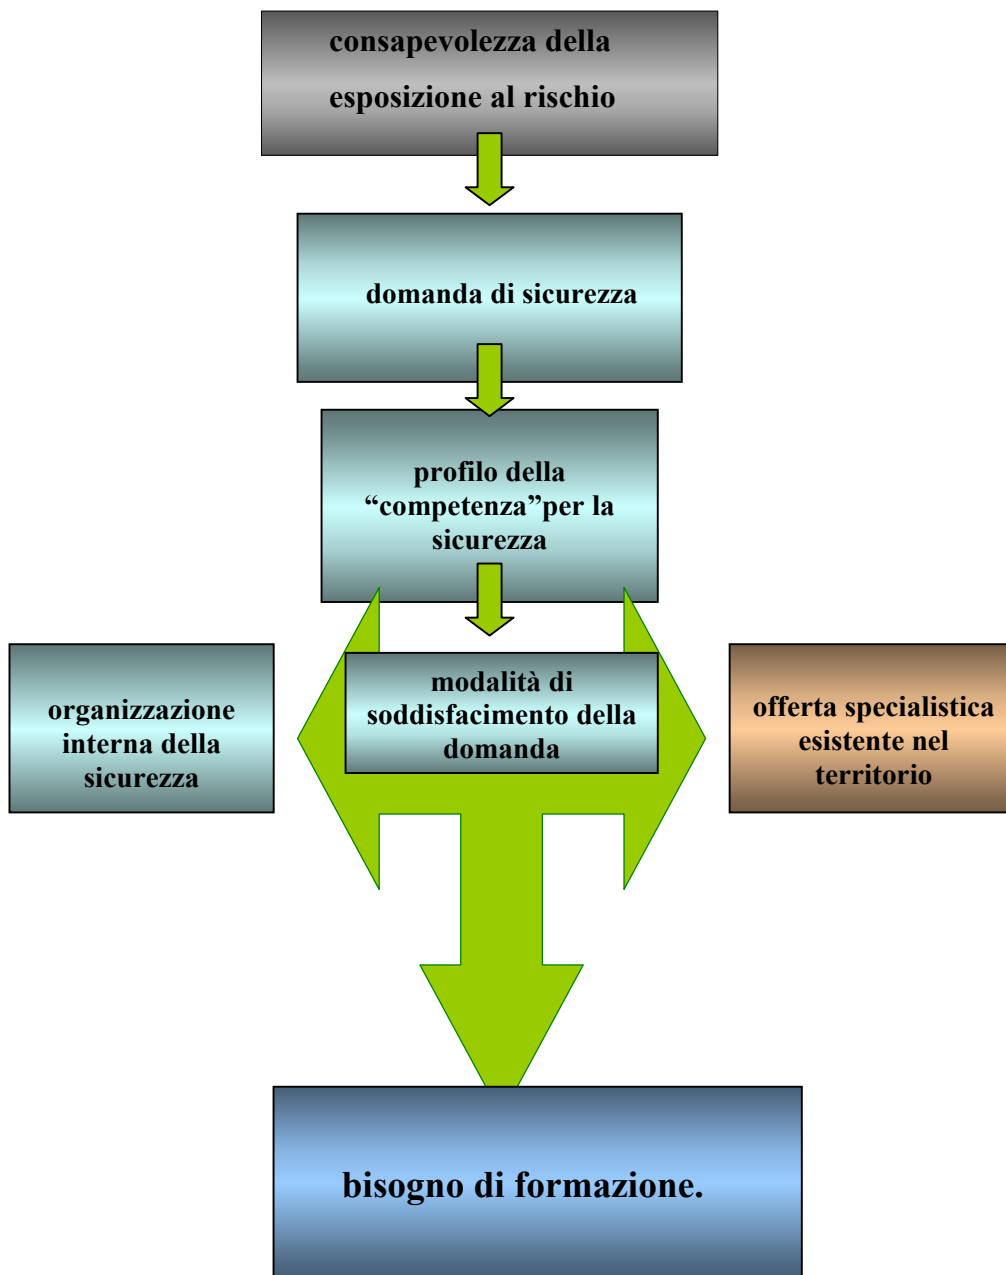 consapevolezza della
esposizione al rischio
domanda di sicurezza
profilo della
“competenza”per la
sicurezza
modalità di
soddisfacimento della
domanda
organizzazione
interna della
sicurezza
offerta specialistica
esistente nel
territorio
bisogno di formazione.